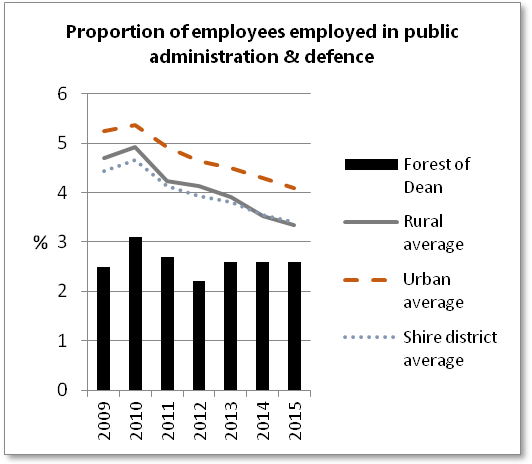 Proportion of employees employed in public
administration & defence
6
5
4
3
2
1
0
%
2009
2010
2011
2012
2013
2014
2015
Forest of
Dean
Rural
average
Urban
average
Shire district
average